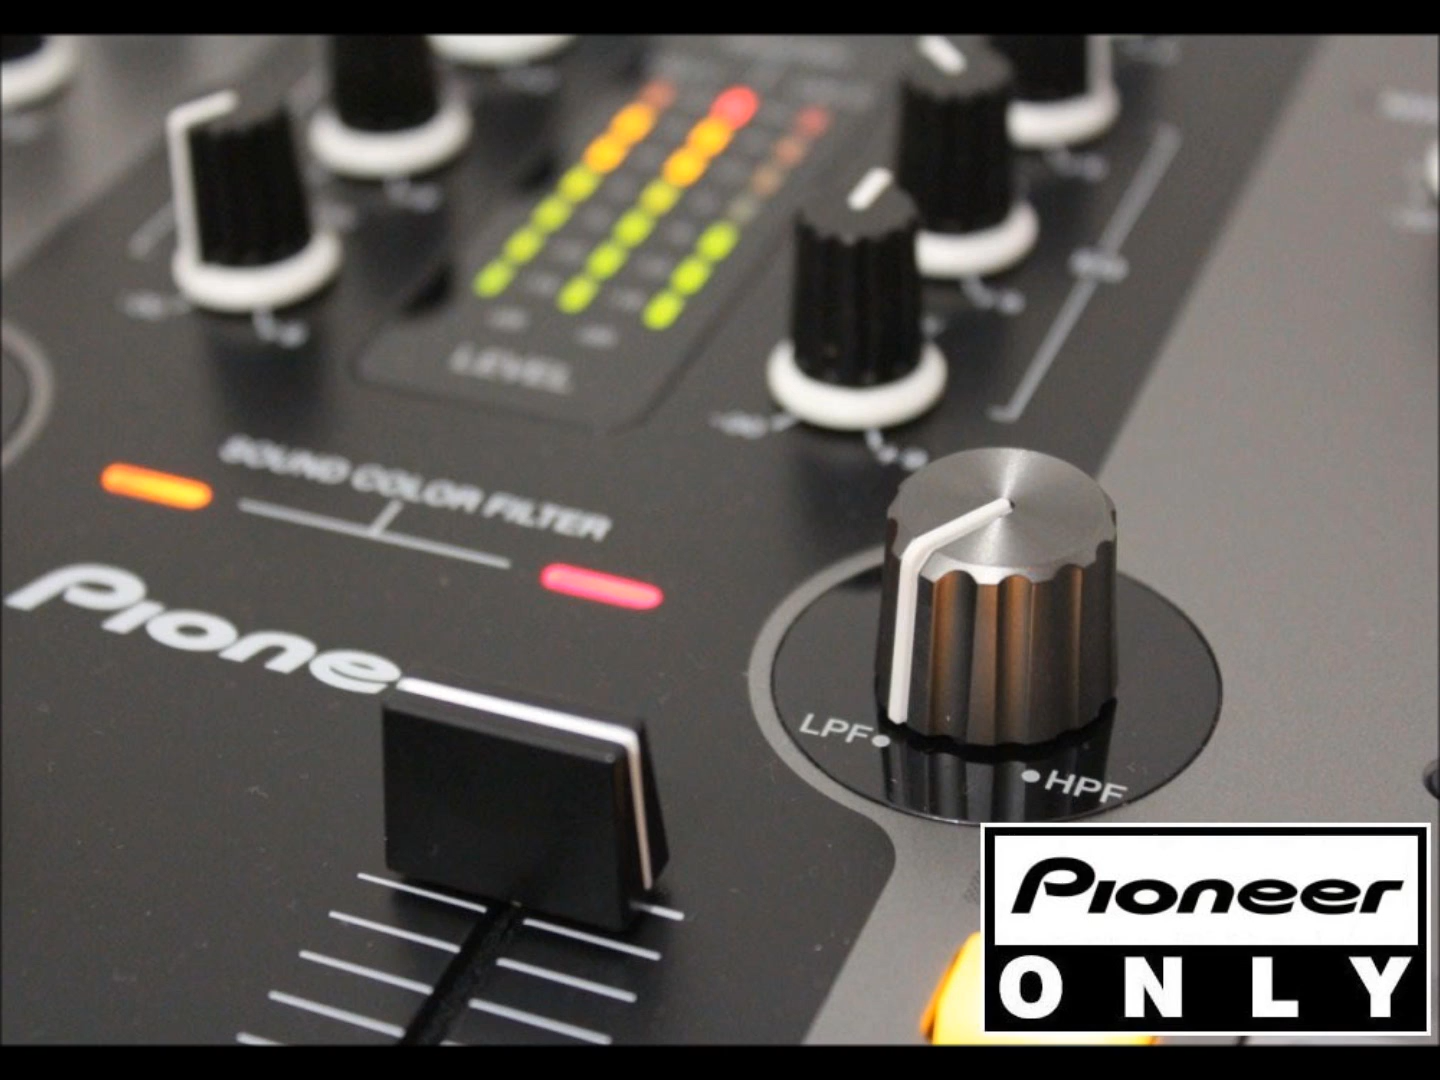 LEVEL
SOUND COLOR FILTER
Pione
LPF
HPF
Pioneer
ONLY